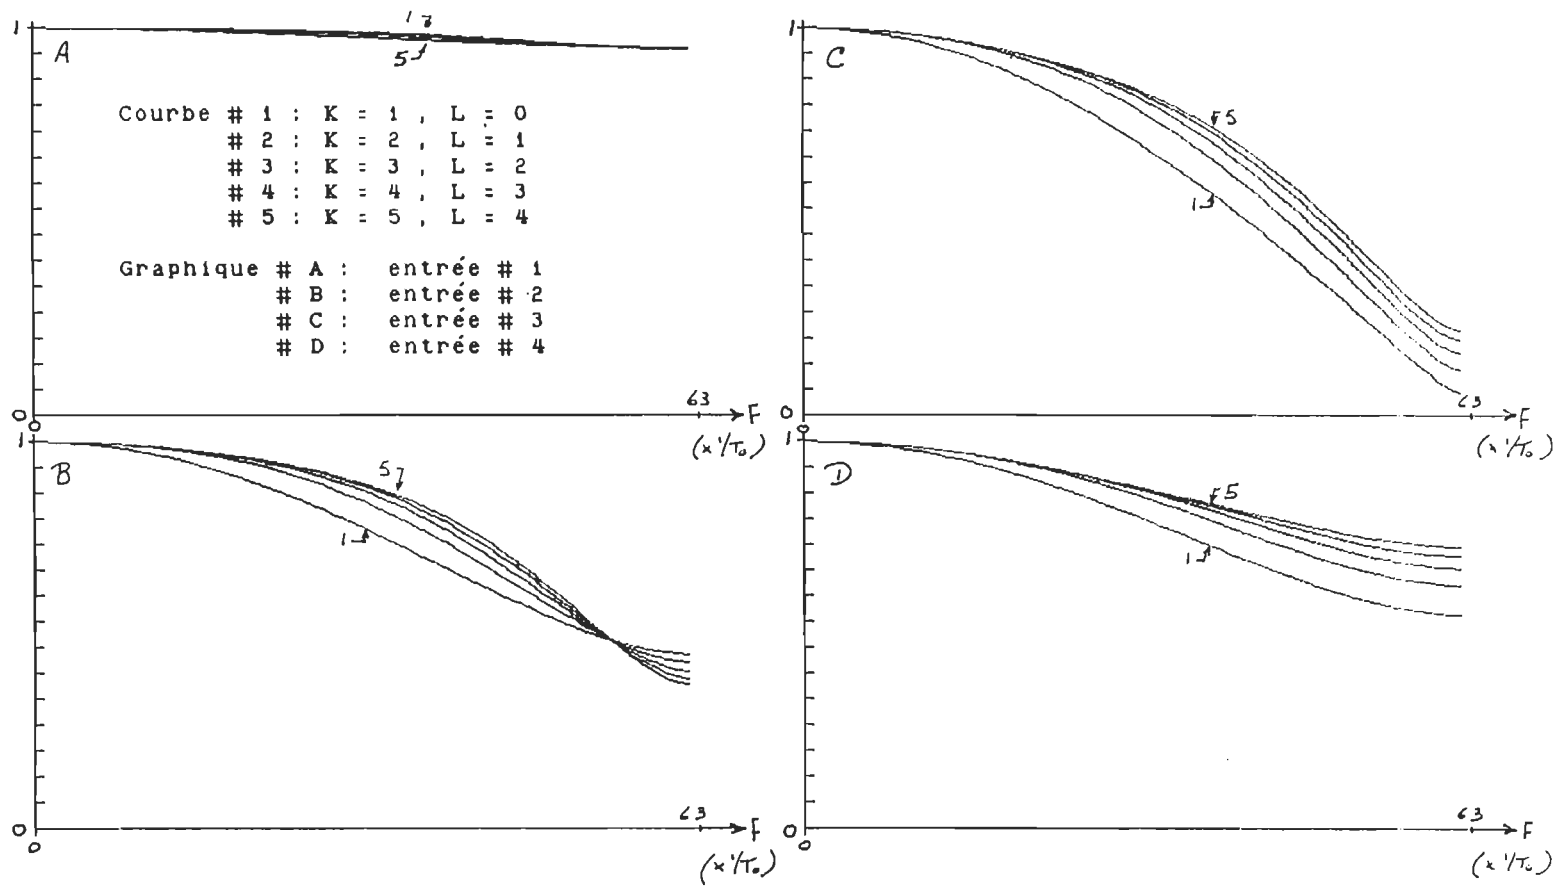 1
A
1
5
Courbe # 1 : K = 1 , L = 0
# 2 : K = 2 , L = 1
# 3 : K = 3 , L = 2
# 4 : K = 4 , L = 3
# 5 : K = 5 , L = 4
Graphique # A : entrée # 1
# B : entrée # 2
# C : entrée # 3
# D : entrée # 4
0
0
63
F
(x 1/T₀)
1
C
5
1
0
0
63
F
(x 1/T₀)
1
B
5
1
0
0
63
F
(x 1/T₀)
1
D
5
1
0
0
63
F
(x 1/T₀)